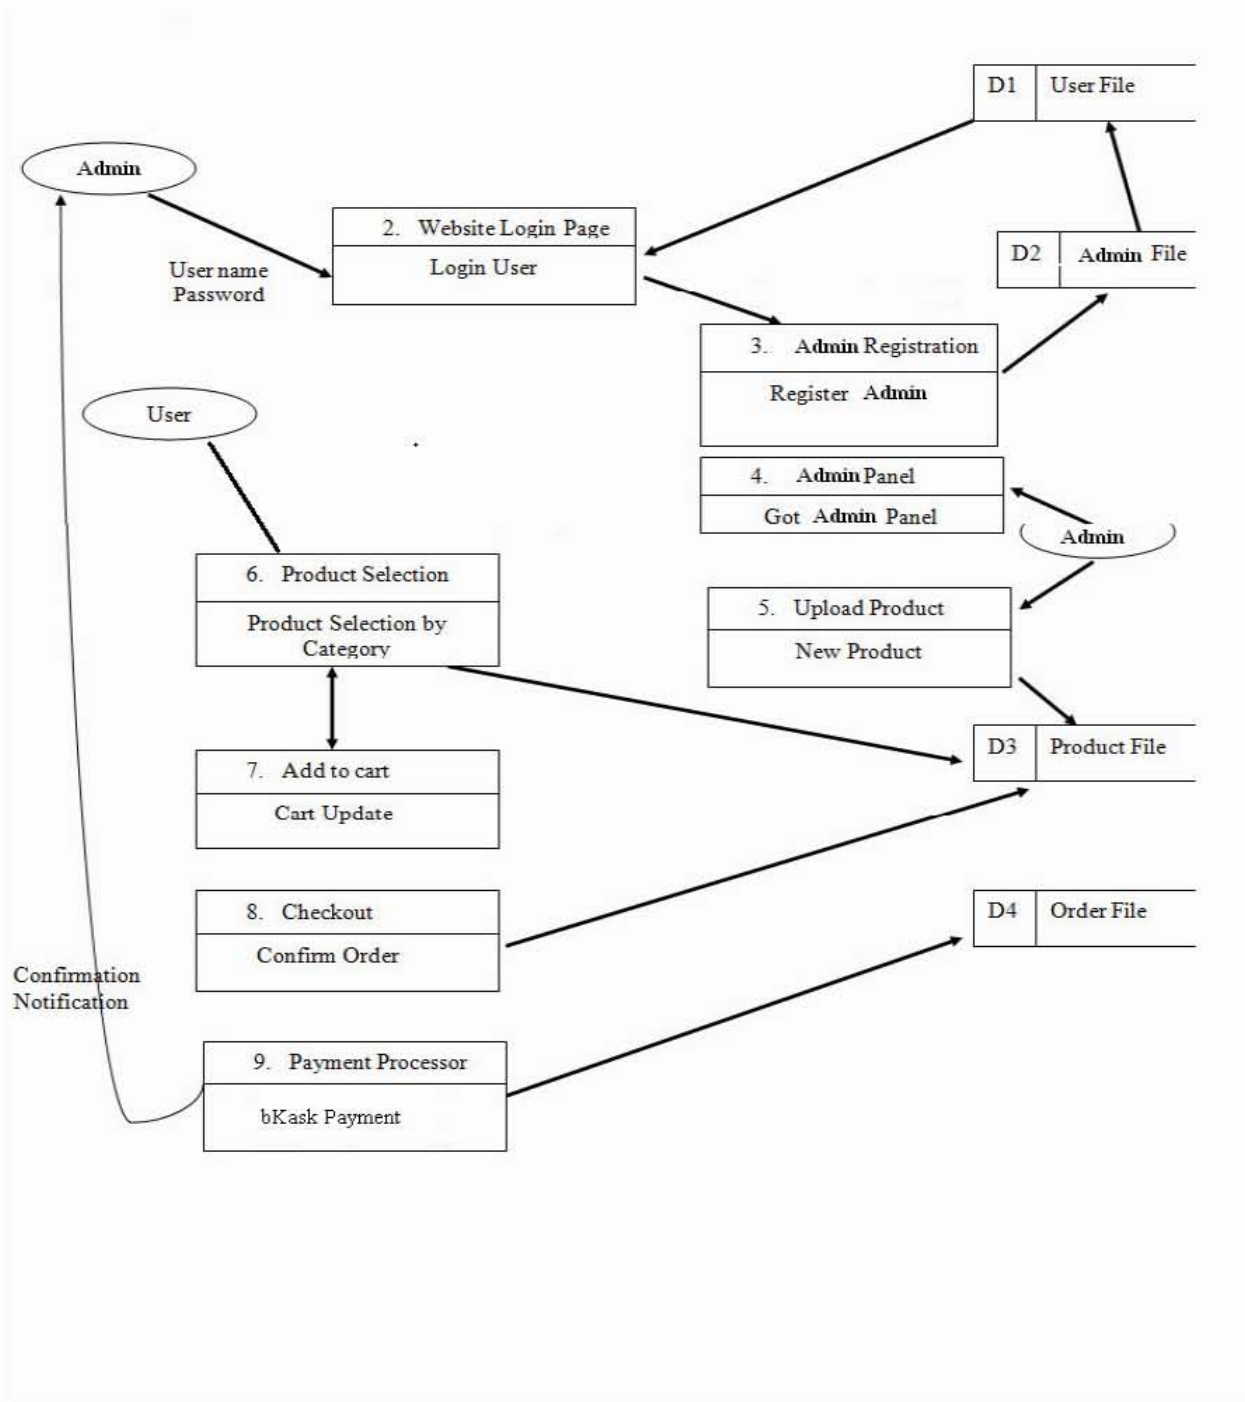 D1 User File
Admin
2. Website Login Page
Login User
User name
Password
D2 Admin File
3. Admin Registration
Register Admin
User
4. Admin Panel
Got Admin Panel
Admin
6. Product Selection
Product Selection by
Category
5. Upload Product
New Product
D3 Product File
7. Add to cart
Cart Update
8. Checkout
Confirm Order
D4 Order File
Confirmation
Notification
9. Payment Processor
bKask Payment